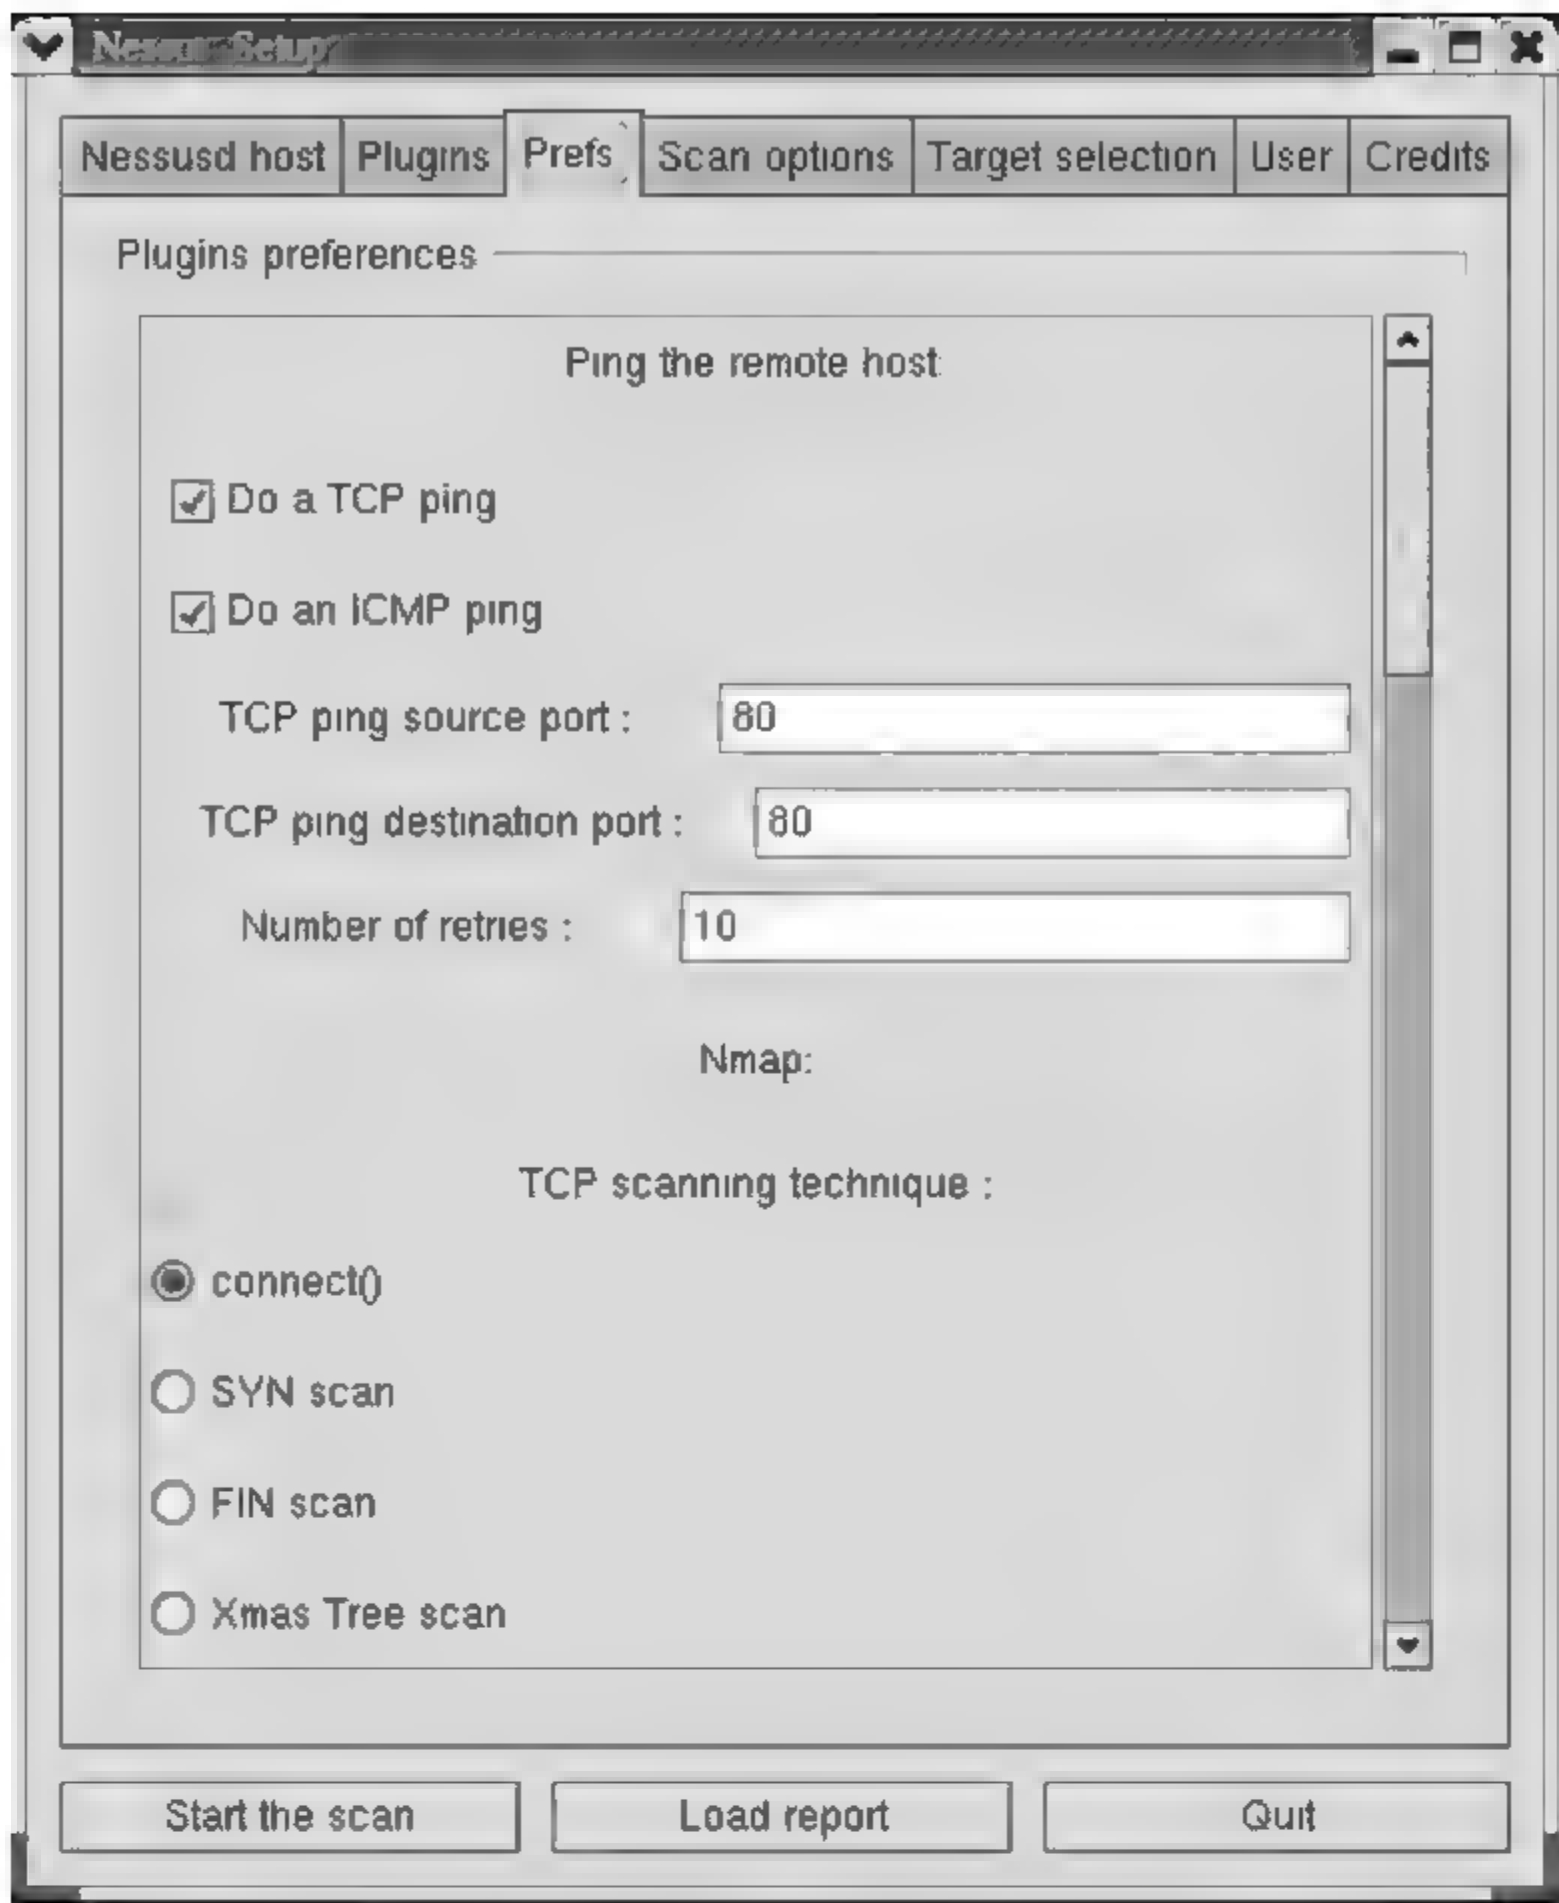 Nessus Setup
Nessusd host Plugins Prefs Scan options Target selection User Credits
Plugins preferences
Ping the remote host:
Do a TCP ping
Do an ICMP ping
TCP ping source port : 80
TCP ping destination port : 80
Number of retries : 10
Nmap:
TCP scanning technique :
connect()
SYN scan
FIN scan
Xmas Tree scan
Start the scan Load report Quit